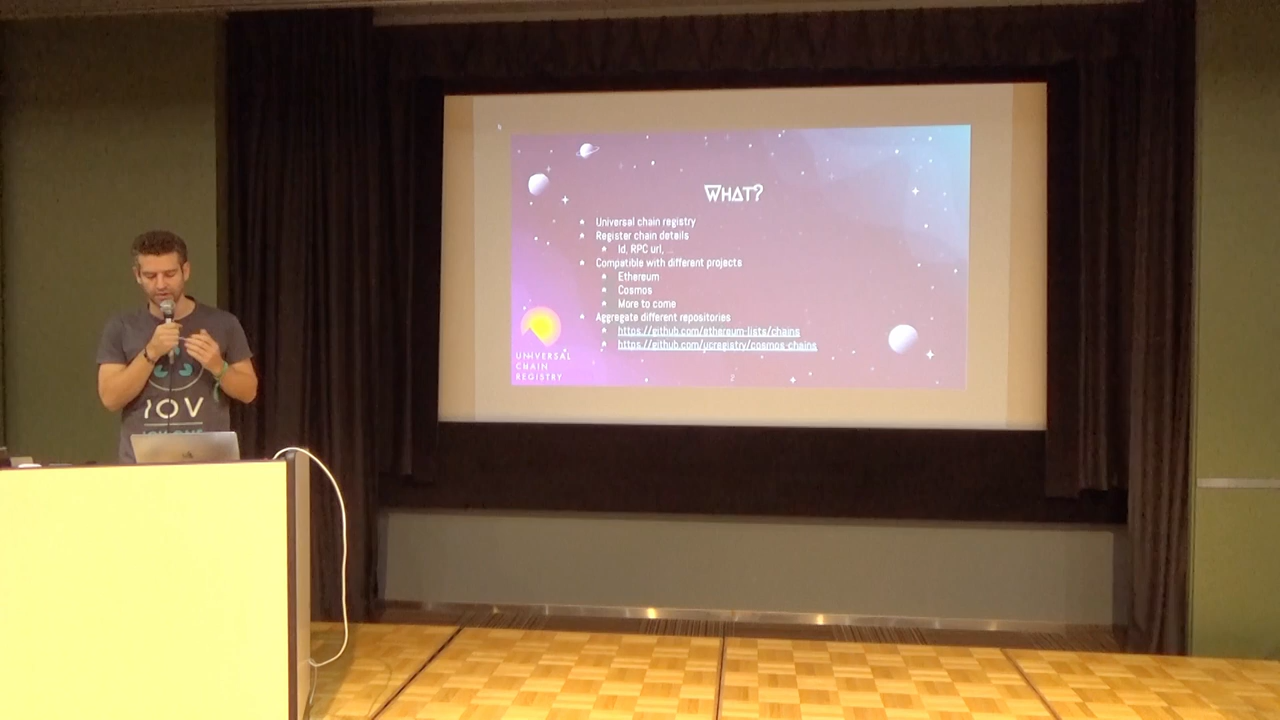 WHAT?
Universal chain registry
Register chain details
Id, RPC url, ...
Compatible with different projects
Ethereum
Cosmos
More to come
Aggregate different repositories
https://github.com/ethereum-lists/chains
https://github.com/ucregistry/cosmos-chains
UNIVERSAL
CHAIN
REGISTRY
2
IOV